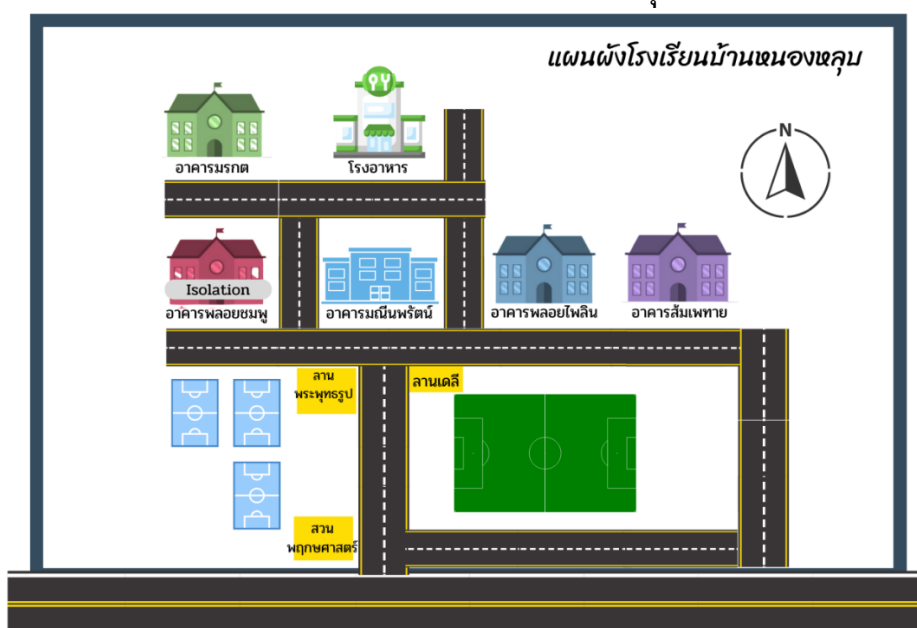 แผนผังโรงเรียนบ้านหนองหลุบ
N
อาคารมรกต
โรงอาหาร
Isolation
อาคารพลอยชมพู
อาคารมณีนพรัตน์
อาคารพลอยไพลิน
อาคารส้มเพทาย
ลาน
พระพุทธรูป
ลานเดลี
สวน
พฤกษศาสตร์